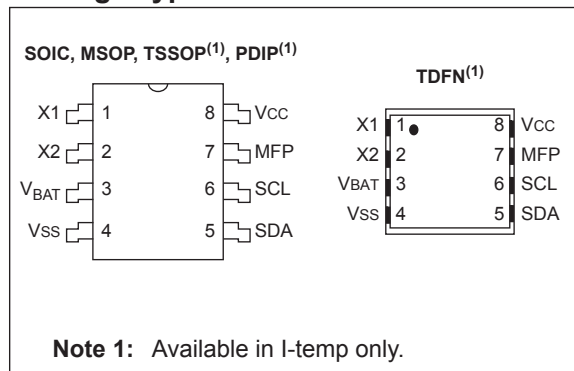 SOIC, MSOP, TSSOP(1), PDIP(1)
X1 1 8 VCC
X2 2 7 MFP
VBAT 3 6 SCL
VSS 4 5 SDA
TDFN(1)
X1 1 8 VCC
X2 2 7 MFP
VBAT 3 6 SCL
VSS 4 5 SDA
Note 1: Available in I-temp only.